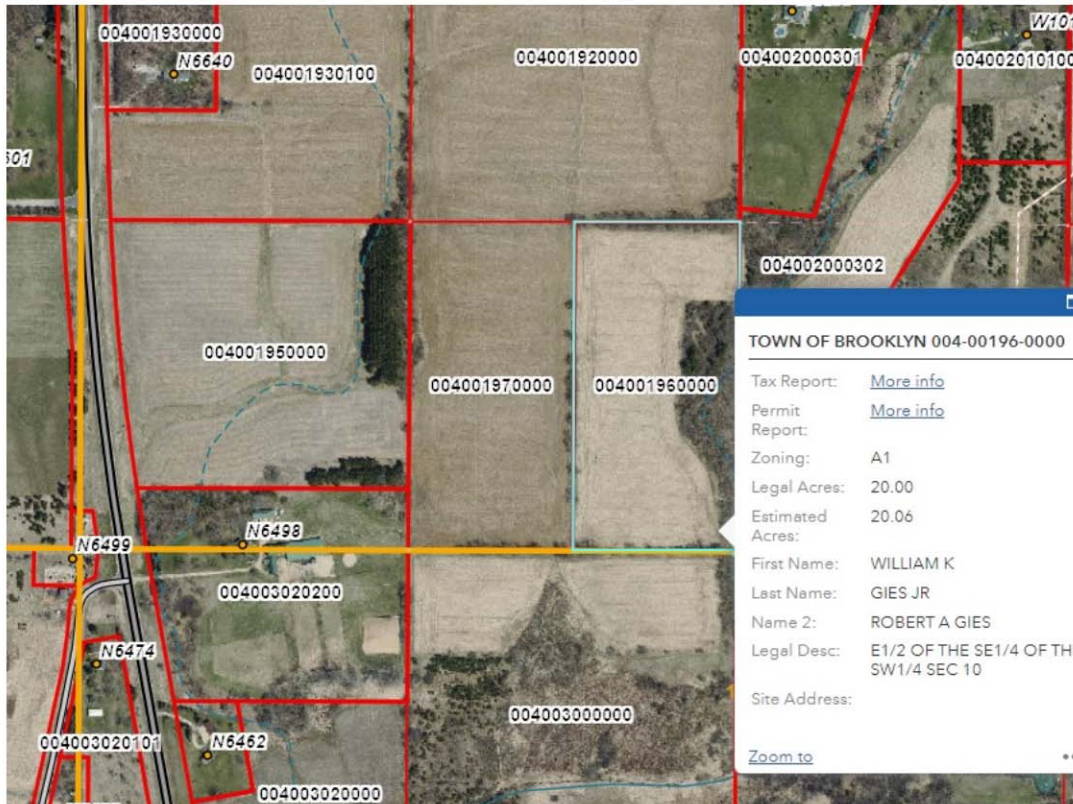 004001930000
N6640
004001930100
004001920000
004002000301
W101
004002010100
501
004002000302
004001950000
004001970000
004001960000
N6498
N6499
004003020200
N6474
004003020101
N6462
004003020000
004003000000
TOWN OF BROOKLYN 004-00196-0000
Tax Report: More info
Permit Report: More info
Zoning: A1
Legal Acres: 20.00
Estimated Acres: 20.06
First Name: WILLIAM K
Last Name: GIES JR
Name 2: ROBERT A GIES
Legal Desc: E1/2 OF THE SE1/4 OF TH
SW1/4 SEC 10
Site Address:
Zoom to